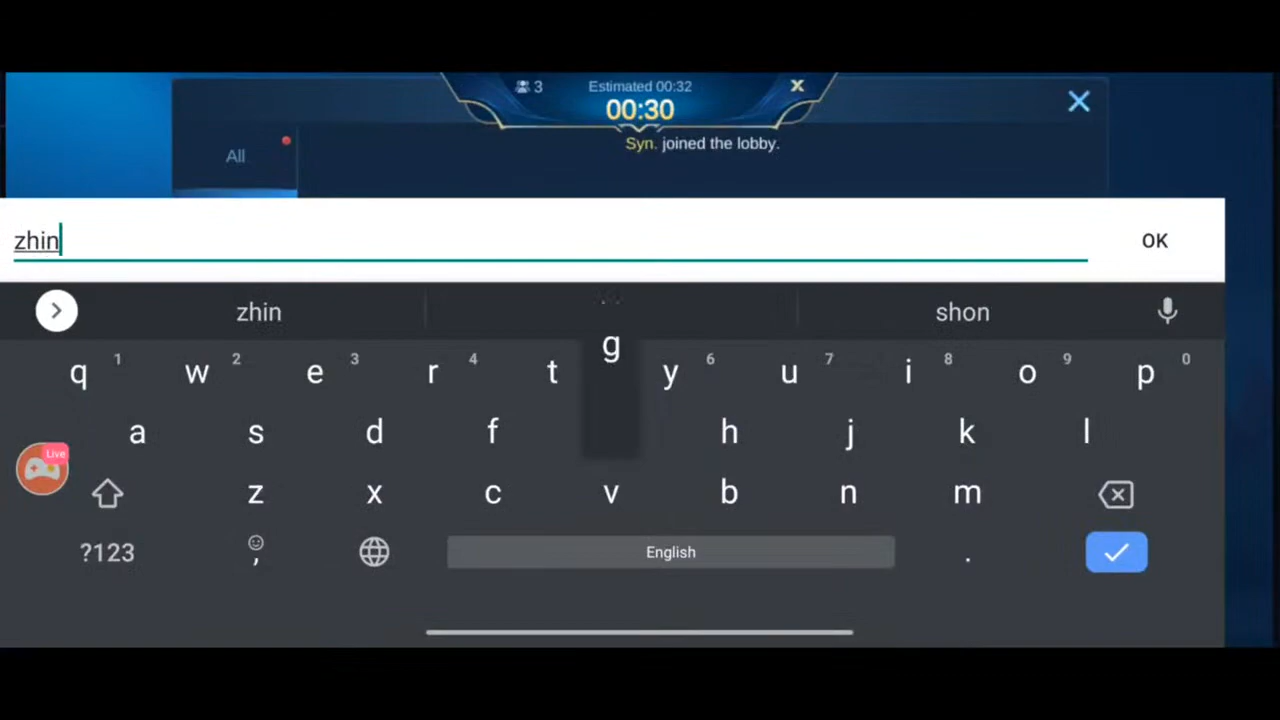 3 Estimated 00:32
00:30
Syn. joined the lobby.
All
zhin OK
zhin shon
q 1 w 2 e 3 r 4 t g y 6 u 7 i 8 o 9 p 0
a s d f h j k l
Live
z x c v b n m
?123 , English .